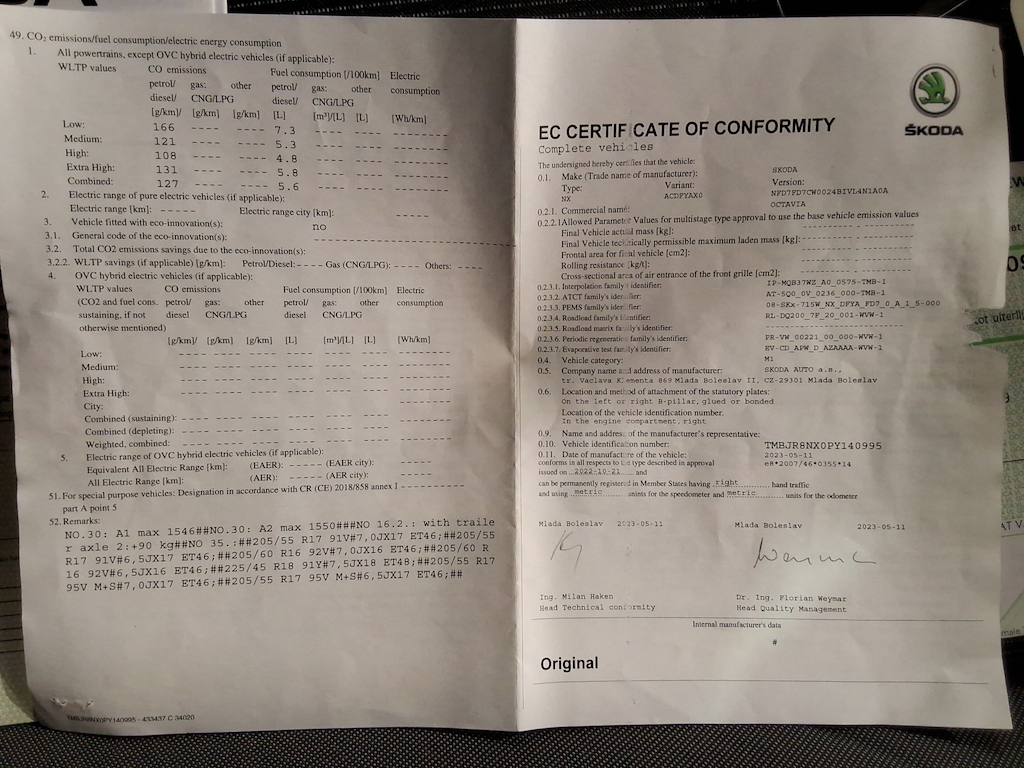 49. CO₂ emissions/fuel consumption/electric energy consumption
1. All powertrains, except OVC hybrid electric vehicles (if applicable):
WLTP values CO emissions Fuel consumption [/100km] Electric
petrol/ gas: other petrol/ gas: other consumption
diesel/ CNG/LPG diesel/ CNG/LPG
[g/km]/ [g/km] [g/km] [L] [m³]/[L] [L] [Wh/km]
Low: 166 ---- ---- 7.3 ---- ---- --------
Medium: 121 ---- ---- 5.3 ---- ---- --------
High: 108 ---- ---- 4.8 ---- ---- --------
Extra High: 131 ---- ---- 5.8 ---- ---- --------
Combined: 127 ---- ---- 5.6 ---- ---- --------
2. Electric range of pure electric vehicles (if applicable):
Electric range [km]: ----- Electric range city [km]: -----
3. Vehicle fitted with eco-innovation(s): no
3.1. General code of the eco-innovation(s):
3.2. Total CO2 emissions savings due to the eco-innovation(s):
3.2.2. WLTP savings (if applicable) [g/km]: Petrol/Diesel:---- Gas (CNG/LPG):---- Others: ----
4. OVC hybrid electric vehicles (if applicable):
WLTP values CO emissions Fuel consumption [/100km] Electric
(CO2 and fuel cons. petrol/ gas: other petrol/ gas: other consumption
sustaining, if not diesel CNG/LPG diesel CNG/LPG
otherwise mentioned)
[g/km]/ [g/km] [g/km] [L] [m³]/[L] [L] [Wh/km]
Low:
Medium:
High:
Extra High:
City:
Combined (sustaining):
Combined (depleting):
Weighted, combined:
5. Electric range of OVC hybrid electric vehicles (if applicable):
Equivalent All Electric Range [km]: (EAER): ----- (EAER city): -----
All Electric Range [km]: (AER): ----- (AER city): -----
51. For special purpose vehicles: Designation in accordance with CR (CE) 2018/858 annex I
part A point 5
52. Remarks:
NO.30: A1 max 1546##NO.30: A2 max 1550###NO 16.2.: with traile
r axle 2:+90 kg##NO 35.:##205/55 R17 91V#7,0JX17 ET46;##205/55
R17 91V#6,5JX17 ET46;##205/60 R16 92V#7,0JX16 ET46;##205/60 R
16 92V#6,5JX16 ET46;##225/45 R18 91Y#7,5JX18 ET48;##205/55 R17
95V M+S#7,0JX17 ET46;##205/55 R17 95V M+S#6,5JX17 ET46;##
TMBJR8NX0PY140995 - 433437 C 34020
ŠKODA
EC CERTIFICATE OF CONFORMITY
Complete vehicles
The undersigned hereby certifies that the vehicle:
0.1. Make (Trade name of manufacturer): SKODA
Type: Variant: Version:
NX ACDFYAX0 NFD7FD7CW0024BIVL4N1A0A
0.2.1. Commercial name: OCTAVIA
0.2.2.1 Allowed Parameter Values for multistage type approval to use the base vehicle emission values
Final Vehicle actual mass [kg]:
Final Vehicle technically permissible maximum laden mass [kg]:
Frontal area for final vehicle [cm2]:
Rolling resistance [kg/t]:
Cross-sectional area of air entrance of the front grille [cm2]:
0.2.3.1. Interpolation family's identifier: IP-MQB37WZ_A0_0575-TMB-1
0.2.3.2. ATCT family's identifier: AT-5Q0_0V_0236_000-TMB-1
0.2.3.3. PEMS family's identifier: 08-SKx-715W_NX_DFYA_FD7_0_A_1_5-000
0.2.3.4. Roadload family's identifier: RL-DQ200_7F_20_001-WVW-1
0.2.3.5. Roadload matrix family's identifier:
0.2.3.6. Periodic regeneration family's identifier: PR-VW_00221_00_000-WVW-1
0.2.3.7. Evaporative test family's identifier: EV-CD_APW_D_AZAAAA-WVW-1
0.4. Vehicle category: M1
0.5. Company name and address of manufacturer: SKODA AUTO a.s.,
tr. Vaclava Klementa 869 Mlada Boleslav II, CZ-29301 Mlada Boleslav
0.6. Location and method of attachment of the statutory plates:
On the left or right B-pillar, glued or bonded
Location of the vehicle identification number.
In the engine compartment, right
0.9. Name and address of the manufacturer's representative:
0.10. Vehicle identification number: TMBJR8NX0PY140995
0.11. Date of manufacture of the vehicle: 2023-05-11
conforms in all respects to the type described in approval e8*2007/46*0355*14
issued on 2022-10-21 and
can be permanently registered in Member States having right hand traffic
and using metric units for the speedometer and metric units for the odometer
Mlada Boleslav 2023-05-11 Mlada Boleslav 2023-05-11
Ing. Milan Haken Dr. Ing. Florian Weymar
Head Technical conformity Head Quality Management
Internal manufacturer's data
#
Original